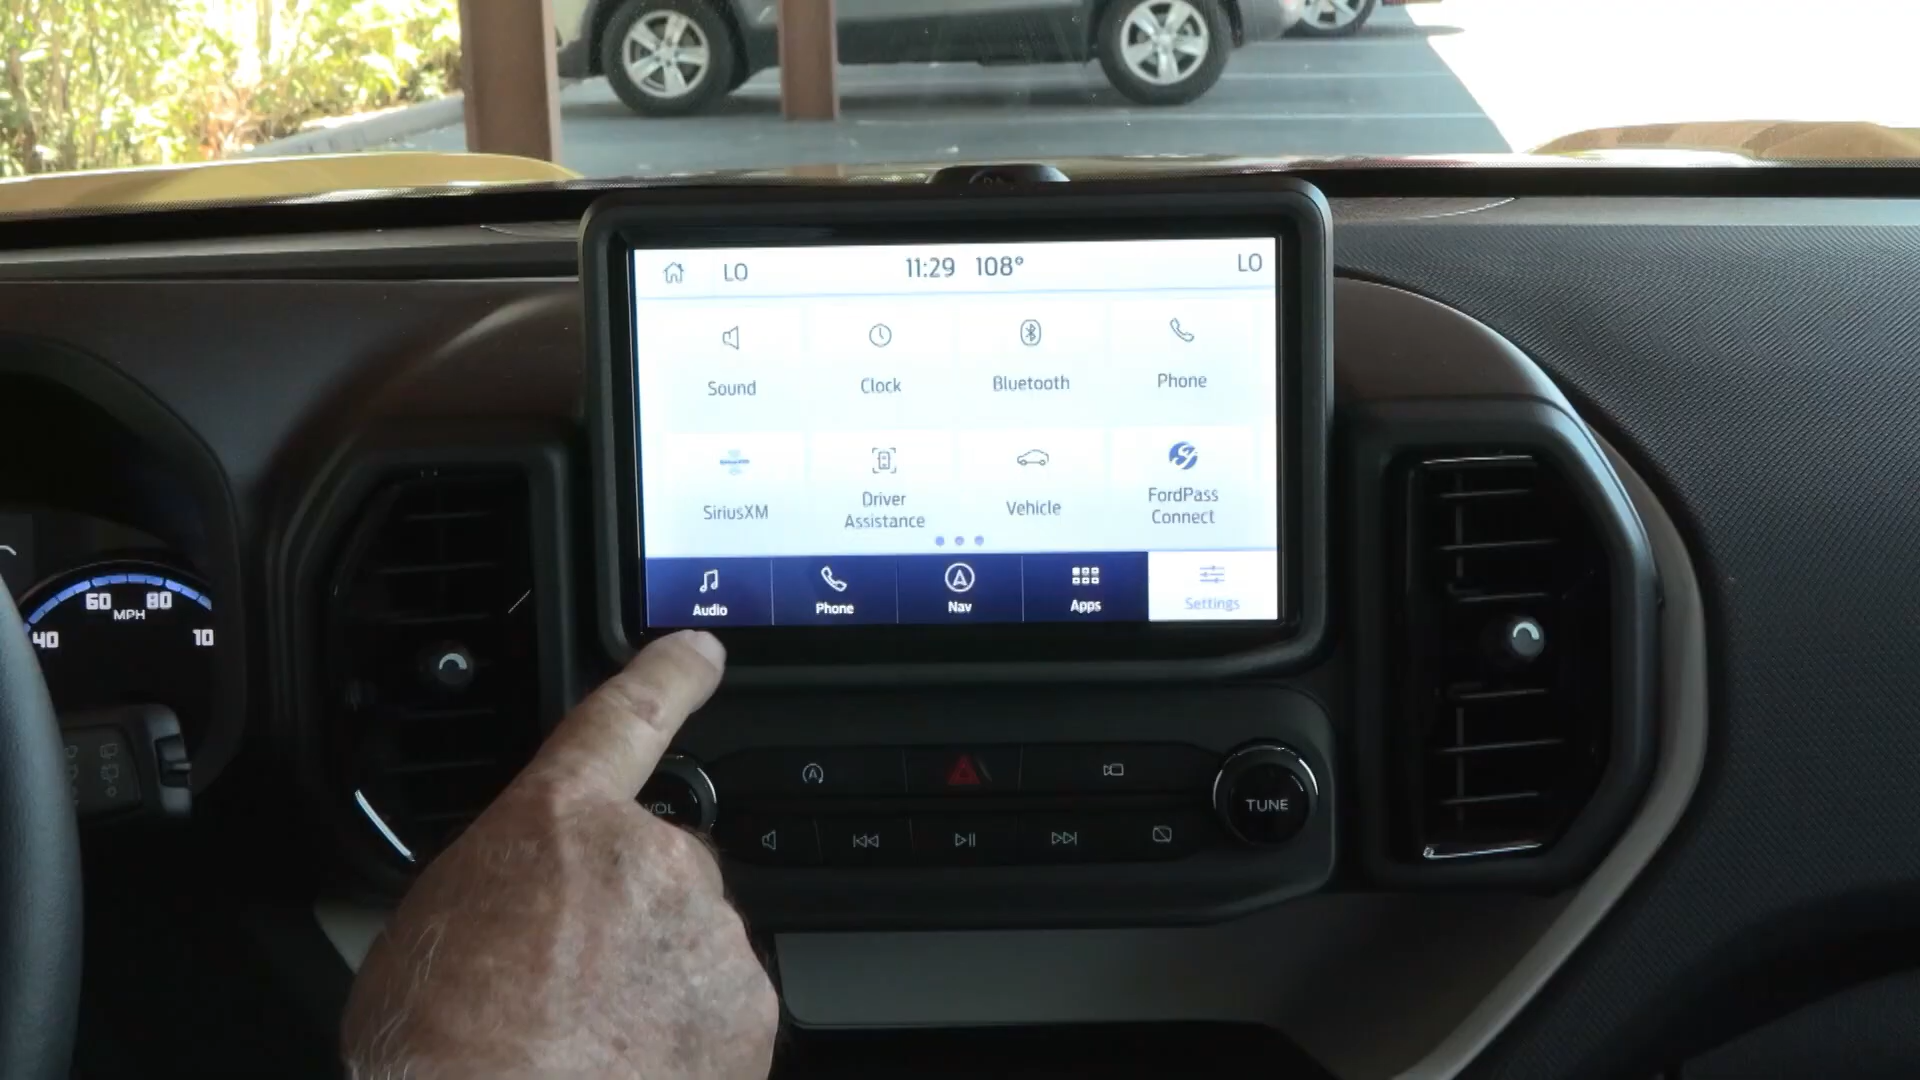 LO 11:29 108° LO
Sound Clock Bluetooth Phone
SiriusXM Driver Assistance Vehicle FordPass Connect
Audio Phone Nav Apps Settings
60 MPH 80
40 10
VOL TUNE